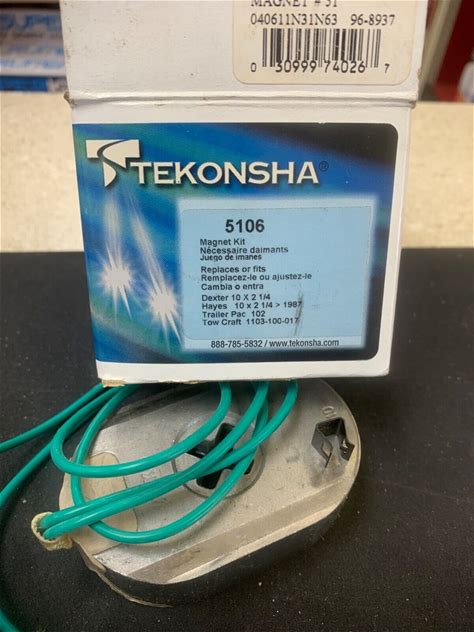 MAGNET # 51
040611N31N63 96-8937
0 30999 74026 7
TEKONSHA®
5106
Magnet Kit
Nécessaire daimants
Juego de imanes
Replaces or fits
Remplacez-le ou ajustez-le
Cambia o entra
Dexter 10 X 2 1/4
Hayes 10 x 2 1/4 > 1987
Trailer Pac 102
Tow Craft 1103-100-017
888-785-5832 / www.tekonsha.com